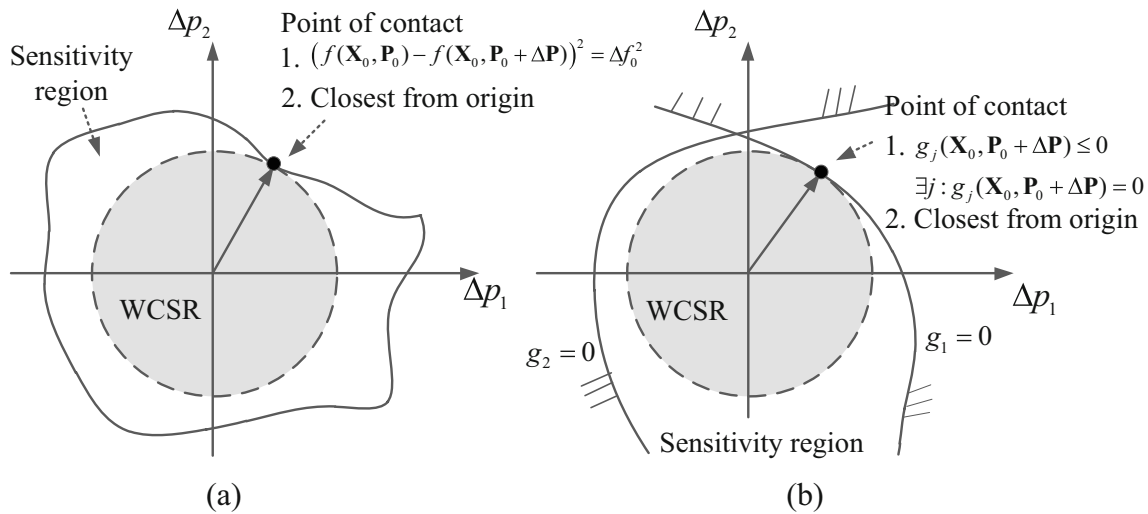 Δp₂
Point of contact
1. (f(X₀, P₀) − f(X₀, P₀ + ΔP))² = Δf₀²
2. Closest from origin
Sensitivity
region
WCSR
Δp₁
(a)
Δp₂
Point of contact
1. gⱼ(X₀, P₀ + ΔP) ≤ 0
∃j : gⱼ(X₀, P₀ + ΔP) = 0
2. Closest from origin
WCSR
Δp₁
g₂ = 0
g₁ = 0
Sensitivity region
(b)